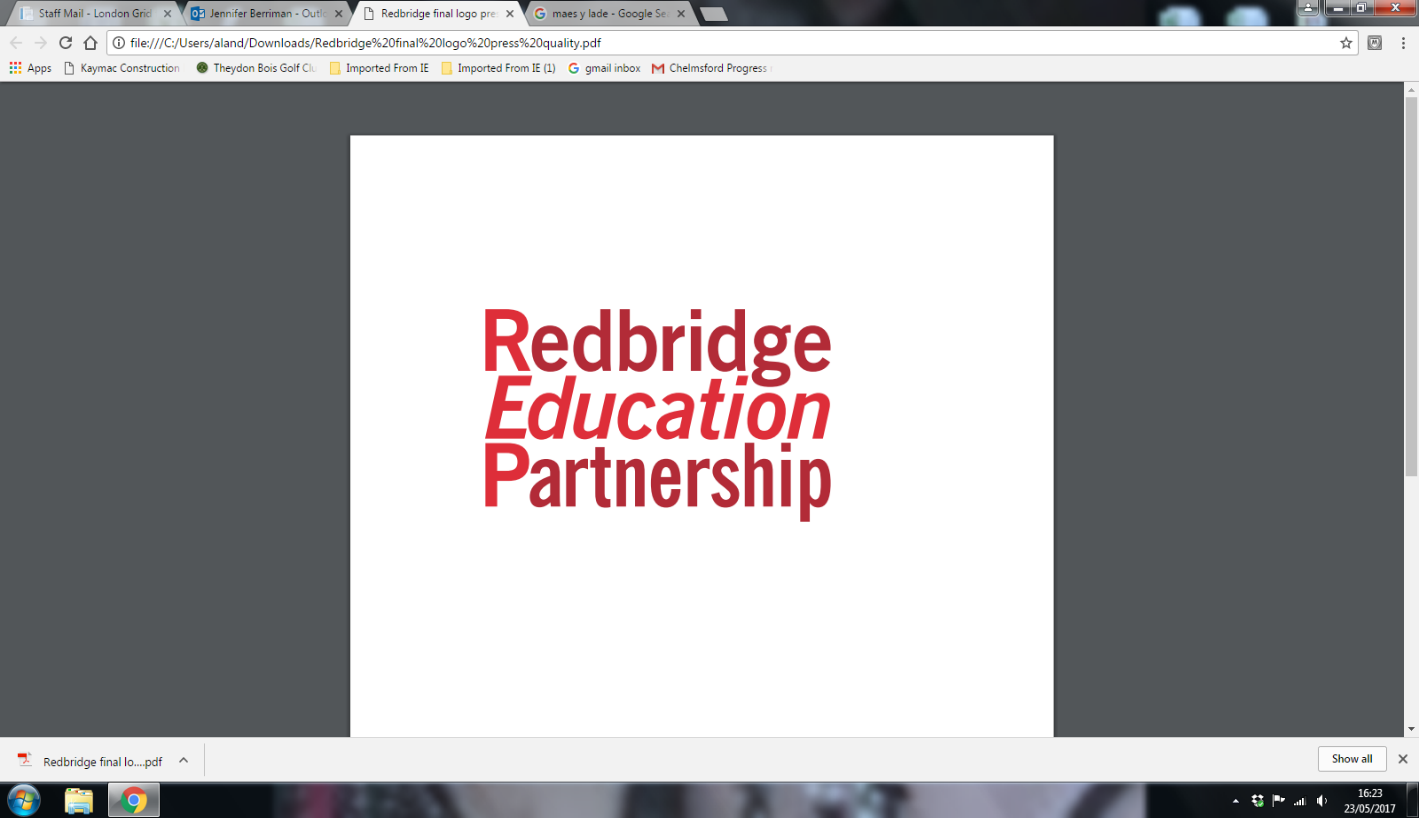 Staff Mail - London Grid
Jennifer Berriman - Outlo
Redbridge final logo pres
maes y lade - Google Sea
file:///C:/Users/aland/Downloads/Redbridge%20final%20logo%20press%20quality.pdf
Apps
Kaymac Construction
Theydon Bois Golf Clu
Imported From IE
Imported From IE (1)
gmail inbox
Chelmsford Progress
Redbridge
Education
Partnership
Redbridge final lo....pdf
Show all
16:23
23/05/2017